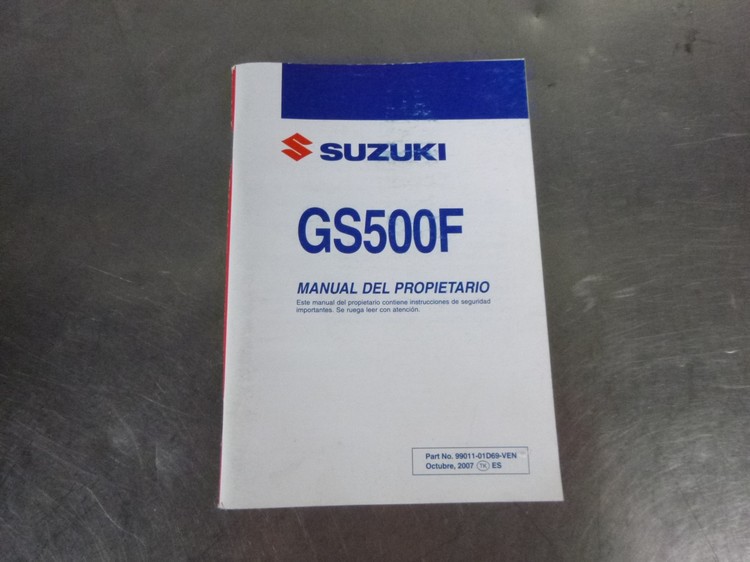 SUZUKI
GS500F
MANUAL DEL PROPIETARIO
Este manual del propietario contiene instrucciones de seguridad
importantes. Se ruega leer con atención.
Part No. 99011-01D69-VEN
Octubre, 2007 TK ES